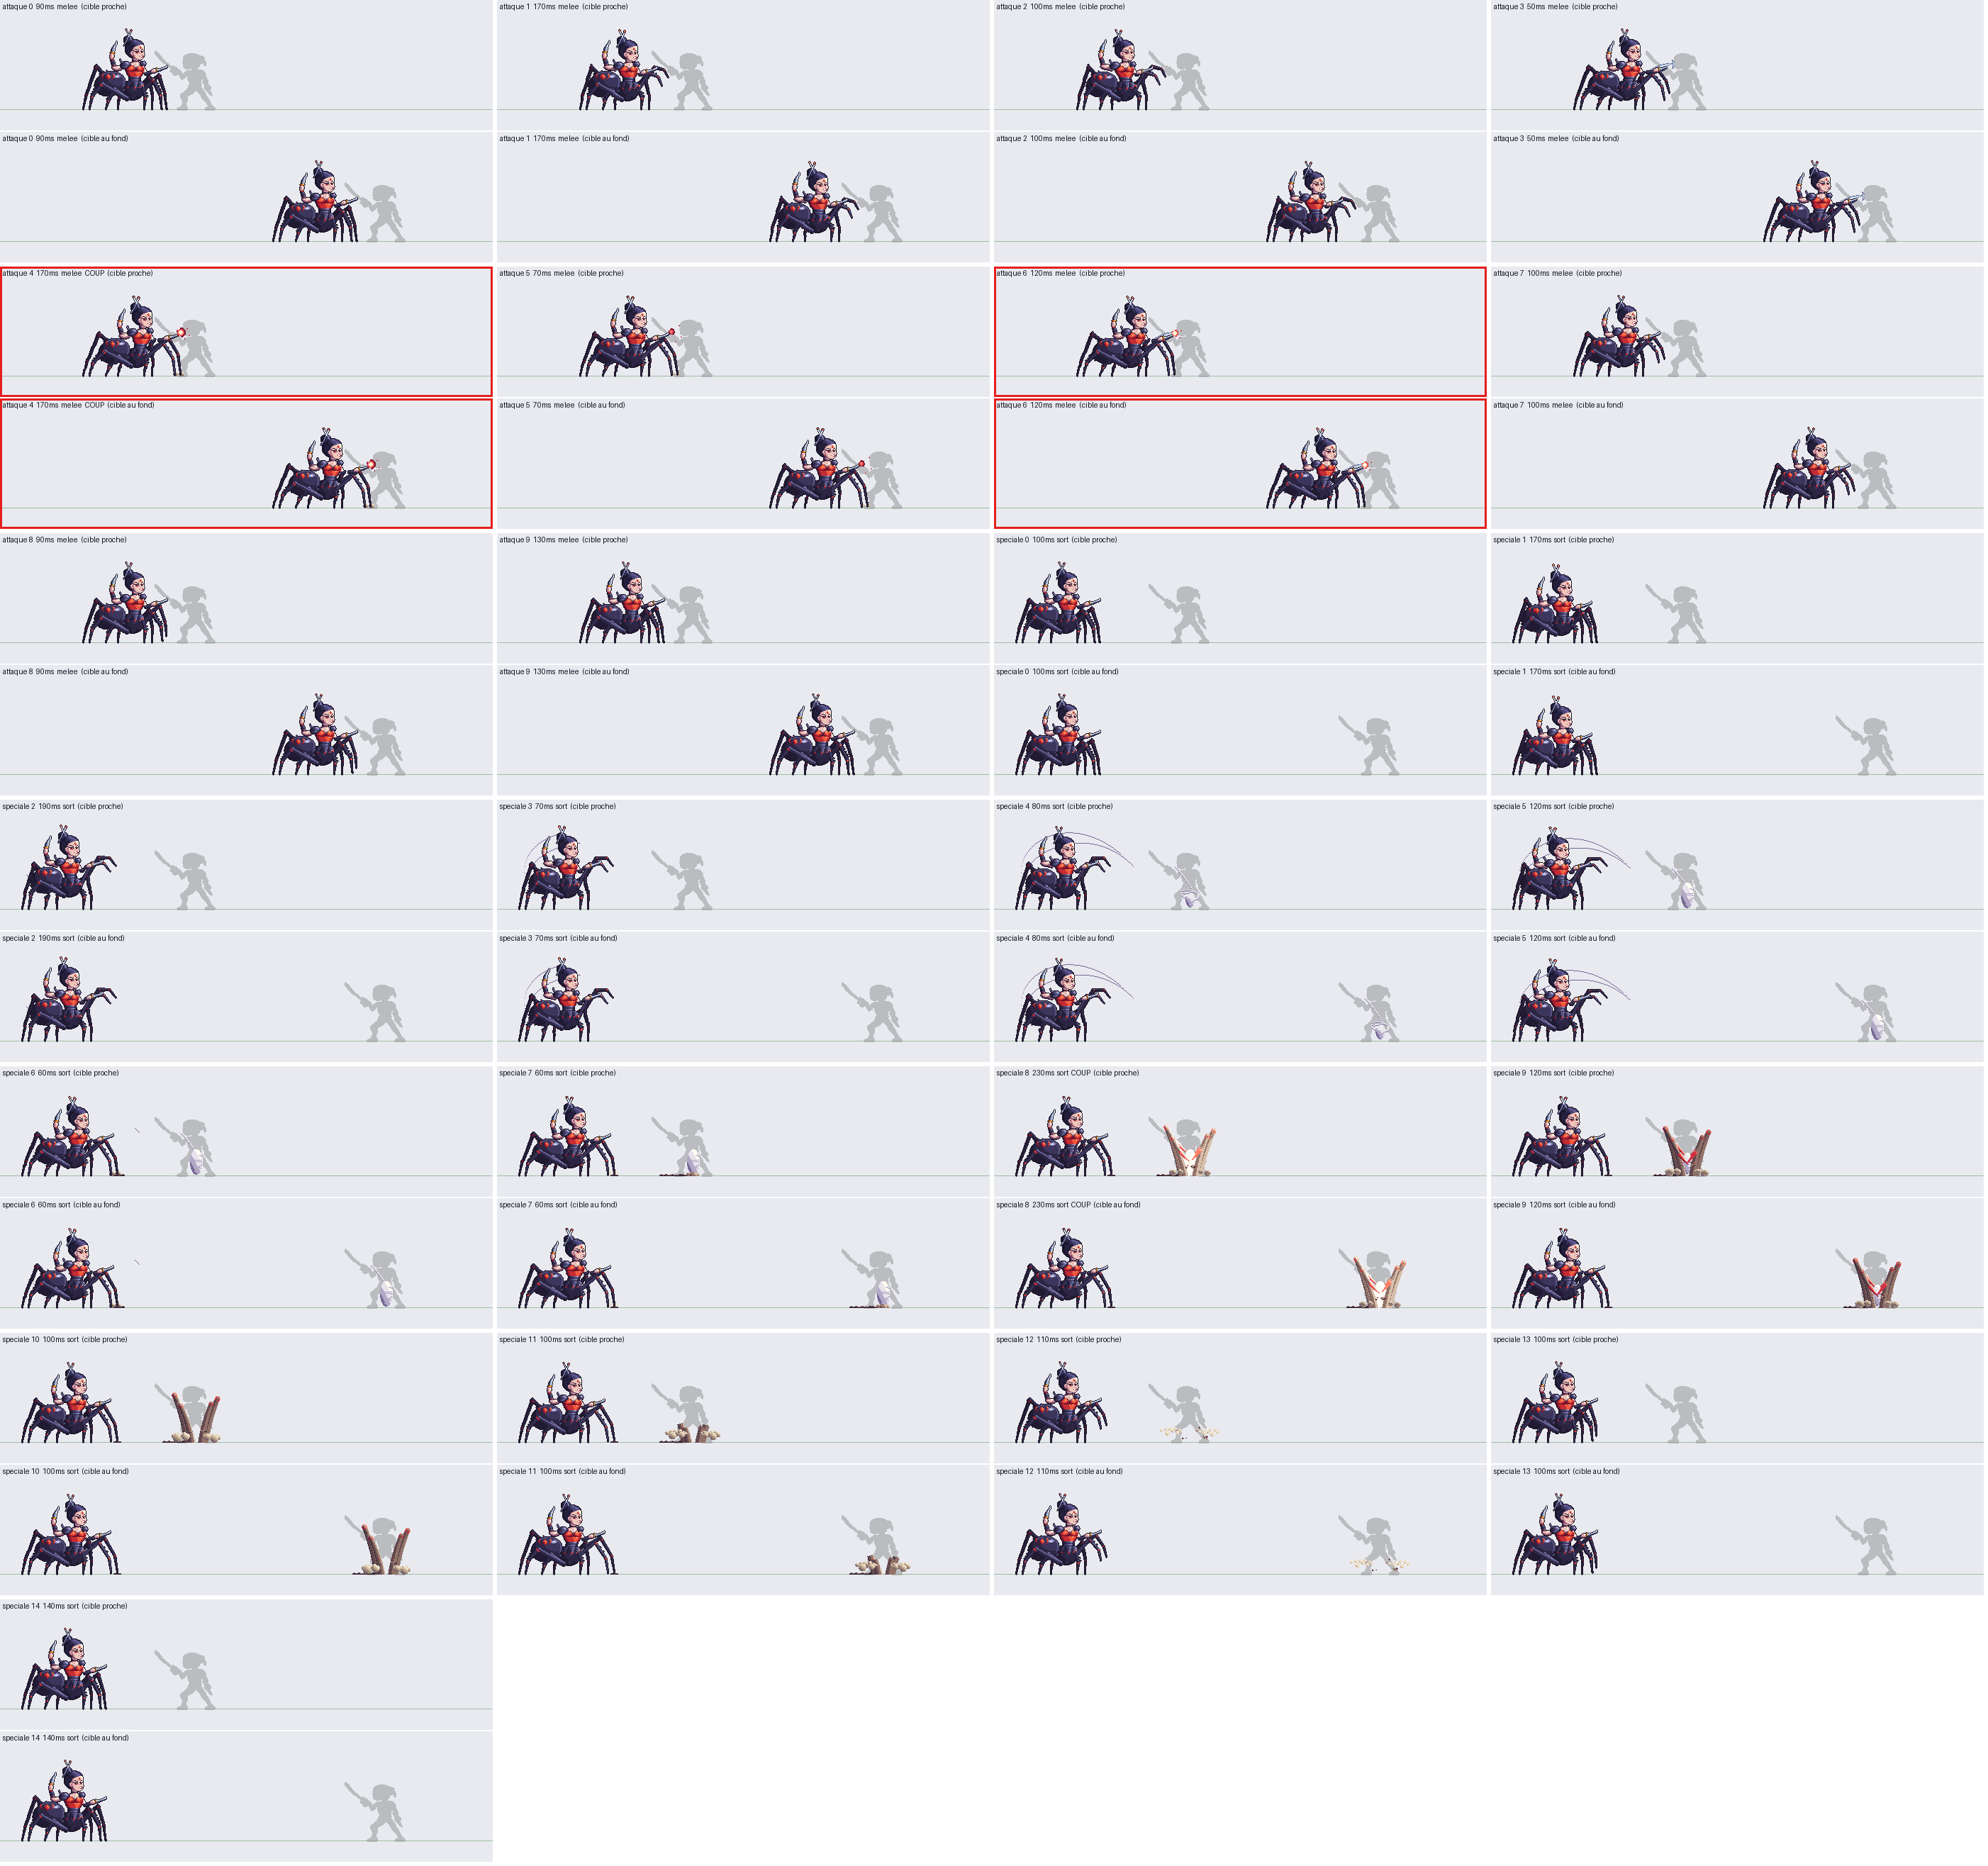 attaque 0 90ms melee (cible proche)
attaque 1 170ms melee (cible proche)
attaque 2 100ms melee (cible proche)
attaque 3 50ms melee (cible proche)
attaque 0 90ms melee (cible au fond)
attaque 1 170ms melee (cible au fond)
attaque 2 100ms melee (cible au fond)
attaque 3 50ms melee (cible au fond)
attaque 4 170ms melee COUP (cible proche)
attaque 5 70ms melee (cible proche)
attaque 6 120ms melee (cible proche)
attaque 7 100ms melee (cible proche)
attaque 4 170ms melee COUP (cible au fond)
attaque 5 70ms melee (cible au fond)
attaque 6 120ms melee (cible au fond)
attaque 7 100ms melee (cible au fond)
attaque 8 90ms melee (cible proche)
attaque 9 130ms melee (cible proche)
speciale 0 100ms sort (cible proche)
speciale 1 170ms sort (cible proche)
attaque 8 90ms melee (cible au fond)
attaque 9 130ms melee (cible au fond)
speciale 0 100ms sort (cible au fond)
speciale 1 170ms sort (cible au fond)
speciale 2 190ms sort (cible proche)
speciale 3 70ms sort (cible proche)
speciale 4 80ms sort (cible proche)
speciale 5 120ms sort (cible proche)
speciale 2 190ms sort (cible au fond)
speciale 3 70ms sort (cible au fond)
speciale 4 80ms sort (cible au fond)
speciale 5 120ms sort (cible au fond)
speciale 6 60ms sort (cible proche)
speciale 7 60ms sort (cible proche)
speciale 8 230ms sort COUP (cible proche)
speciale 9 120ms sort (cible proche)
speciale 6 60ms sort (cible au fond)
speciale 7 60ms sort (cible au fond)
speciale 8 230ms sort COUP (cible au fond)
speciale 9 120ms sort (cible au fond)
speciale 10 100ms sort (cible proche)
speciale 11 100ms sort (cible proche)
speciale 12 110ms sort (cible proche)
speciale 13 100ms sort (cible proche)
speciale 10 100ms sort (cible au fond)
speciale 11 100ms sort (cible au fond)
speciale 12 110ms sort (cible au fond)
speciale 13 100ms sort (cible au fond)
speciale 14 140ms sort (cible proche)
speciale 14 140ms sort (cible au fond)